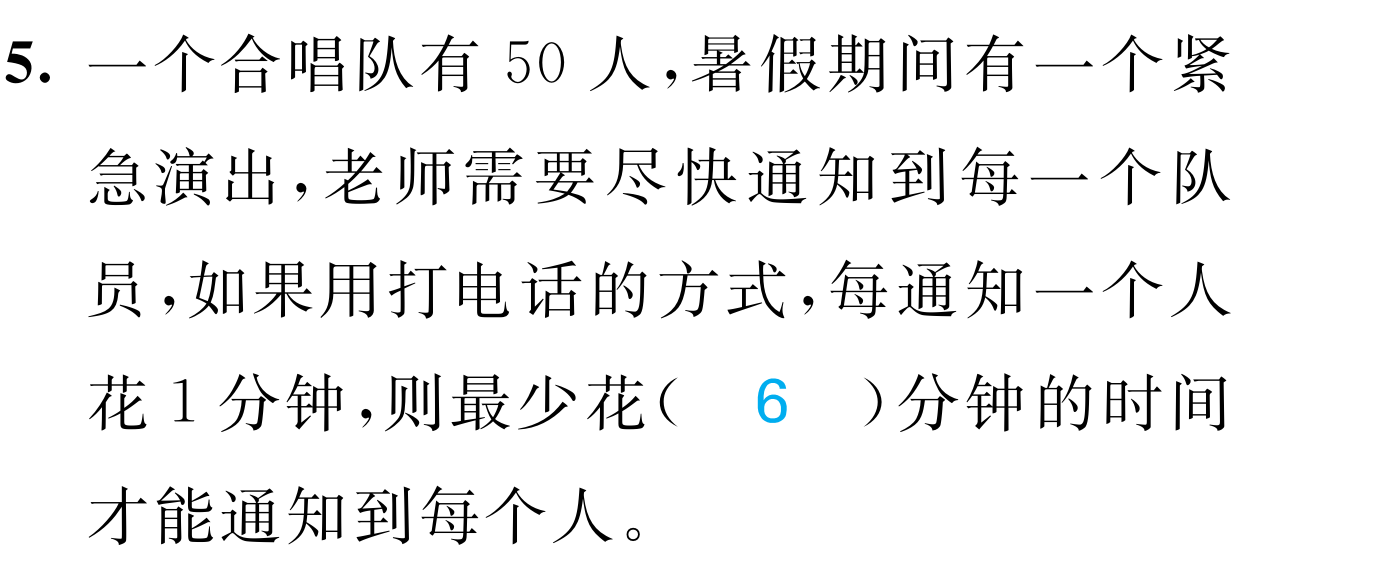 5. 一个合唱队有 50 人,暑假期间有一个紧
急演出,老师需要尽快通知到每一个队
员,如果用打电话的方式,每通知一个人
花 1 分钟,则最少花( 6 )分钟的时间
才能通知到每个人。